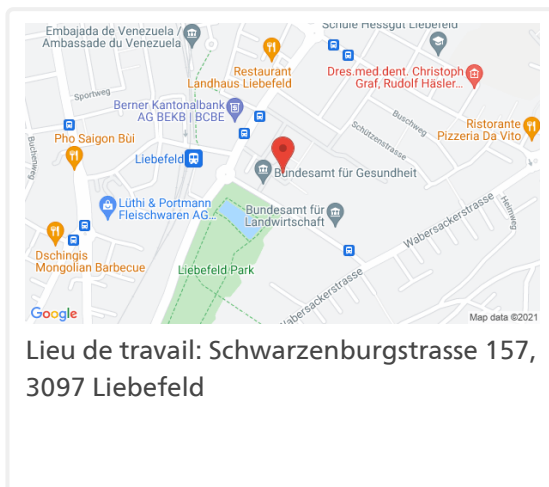 Embajada de Venezuela /
Ambassade du Venezuela
Schule Hessgut Liebefeld
Restaurant
Landhaus Liebefeld
Dres.med.dent. Christoph
Graf, Rudolf Häsler...
Sportweg
Berner Kantonalbank
AG BEKB | BCBE
Buschweg
Ristorante
Pizzeria Da Vito
Schützenstrasse
Pho Saigon Bùi
Liebefeld
Buchenweg
Bundesamt für Gesundheit
Lüthi & Portmann
Fleischwaren AG...
Bundesamt für
Landwirtschaft
Hemmweg
Wabersackerstrasse
Dschingis
Mongolian Barbecue
Liebefeld Park
Wabersackerstrasse
Google
Map data ©2021
Lieu de travail: Schwarzenburgstrasse 157,
3097 Liebefeld